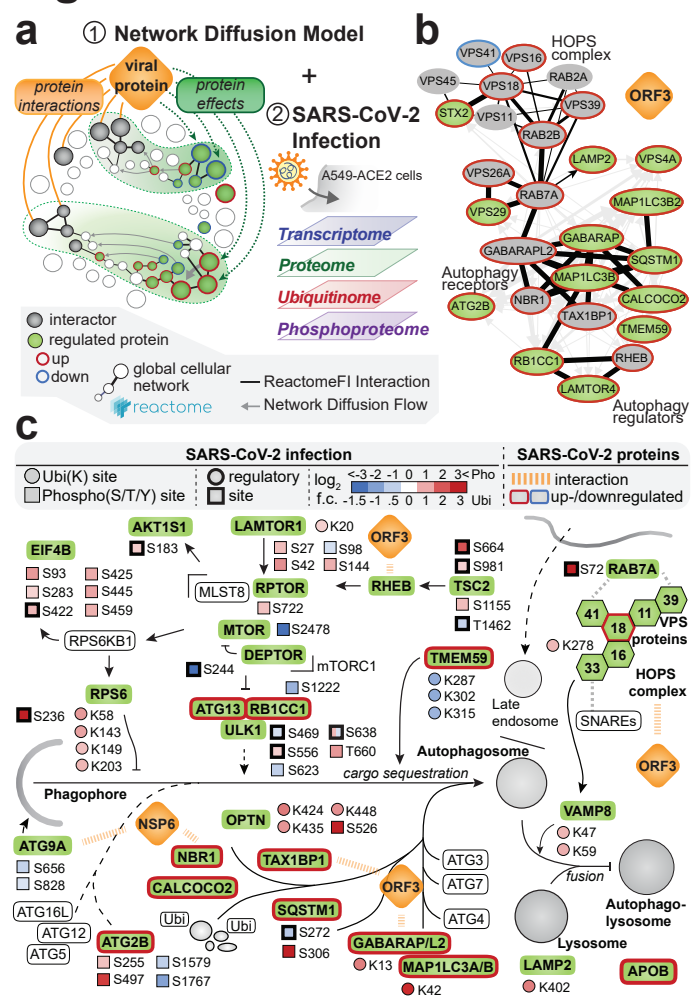 a
① Network Diffusion Model
viral
protein
protein
interactions
protein
effects
+
② SARS-CoV-2
Infection
A549-ACE2 cells
Transcriptome
Proteome
Ubiquitinome
Phosphoproteome
interactor
regulated protein
up
down
global cellular
network
reactome
ReactomeFI Interaction
Network Diffusion Flow
b
HOPS
complex
ORF3
VPS41
VPS16
VPS45
VPS18
RAB2A
STX2
VPS11
VPS39
RAB2B
LAMP2
VPS4A
VPS26A
RAB7A
VPS29
MAP1LC3B2
GABARAP
GABARAPL2
SQSTM1
Autophagy
receptors
MAP1LC3B
ATG2B
NBR1
CALCOCO2
TAX1BP1
TMEM59
RB1CC1
RHEB
LAMTOR4
Autophagy
regulators
c
SARS-CoV-2 infection
SARS-CoV-2 proteins
Ubi(K) site
Phospho(S/T/Y) site
regulatory
site
log2
f.c.
<-3 -2 -1 0 1 2 3< Pho
-1.5 -1 .5 0 1 2 3 Ubi
interaction
up-/downregulated
AKT1S1
S183
LAMTOR1
K20
S27
S98
S42
S144
ORF3
S664
S981
EIF4B
S93
S425
S283
S445
S422
S459
MLST8
RPTOR
S722
RHEB
TSC2
S1155
T1462
S72
RAB7A
41
11
39
18
16
33
VPS
proteins
K278
HOPS
complex
SNAREs
ORF3
RPS6KB1
MTOR
S2478
DEPTOR
S244
mTORC1
S1222
TMEM59
K287
K302
K315
Late
endosome
RPS6
S236
K58
K143
K149
K203
ATG13
RB1CC1
ULK1
S469
S638
S556
T660
S623
Autophagosome
cargo sequestration
Phagophore
VAMP8
K47
K59
fusion
ATG9A
S656
S828
NSP6
OPTN
K424
K448
K435
S526
NBR1
TAX1BP1
CALCOCO2
ORF3
ATG3
ATG7
ATG4
ATG16L
ATG12
ATG5
Ubi
Ubi
SQSTM1
S272
S306
Autophago-
lysosome
Lysosome
ATG2B
S255
S1579
S497
S1767
GABARAP/L2
K13
MAP1LC3A/B
K42
LAMP2
K402
APOB